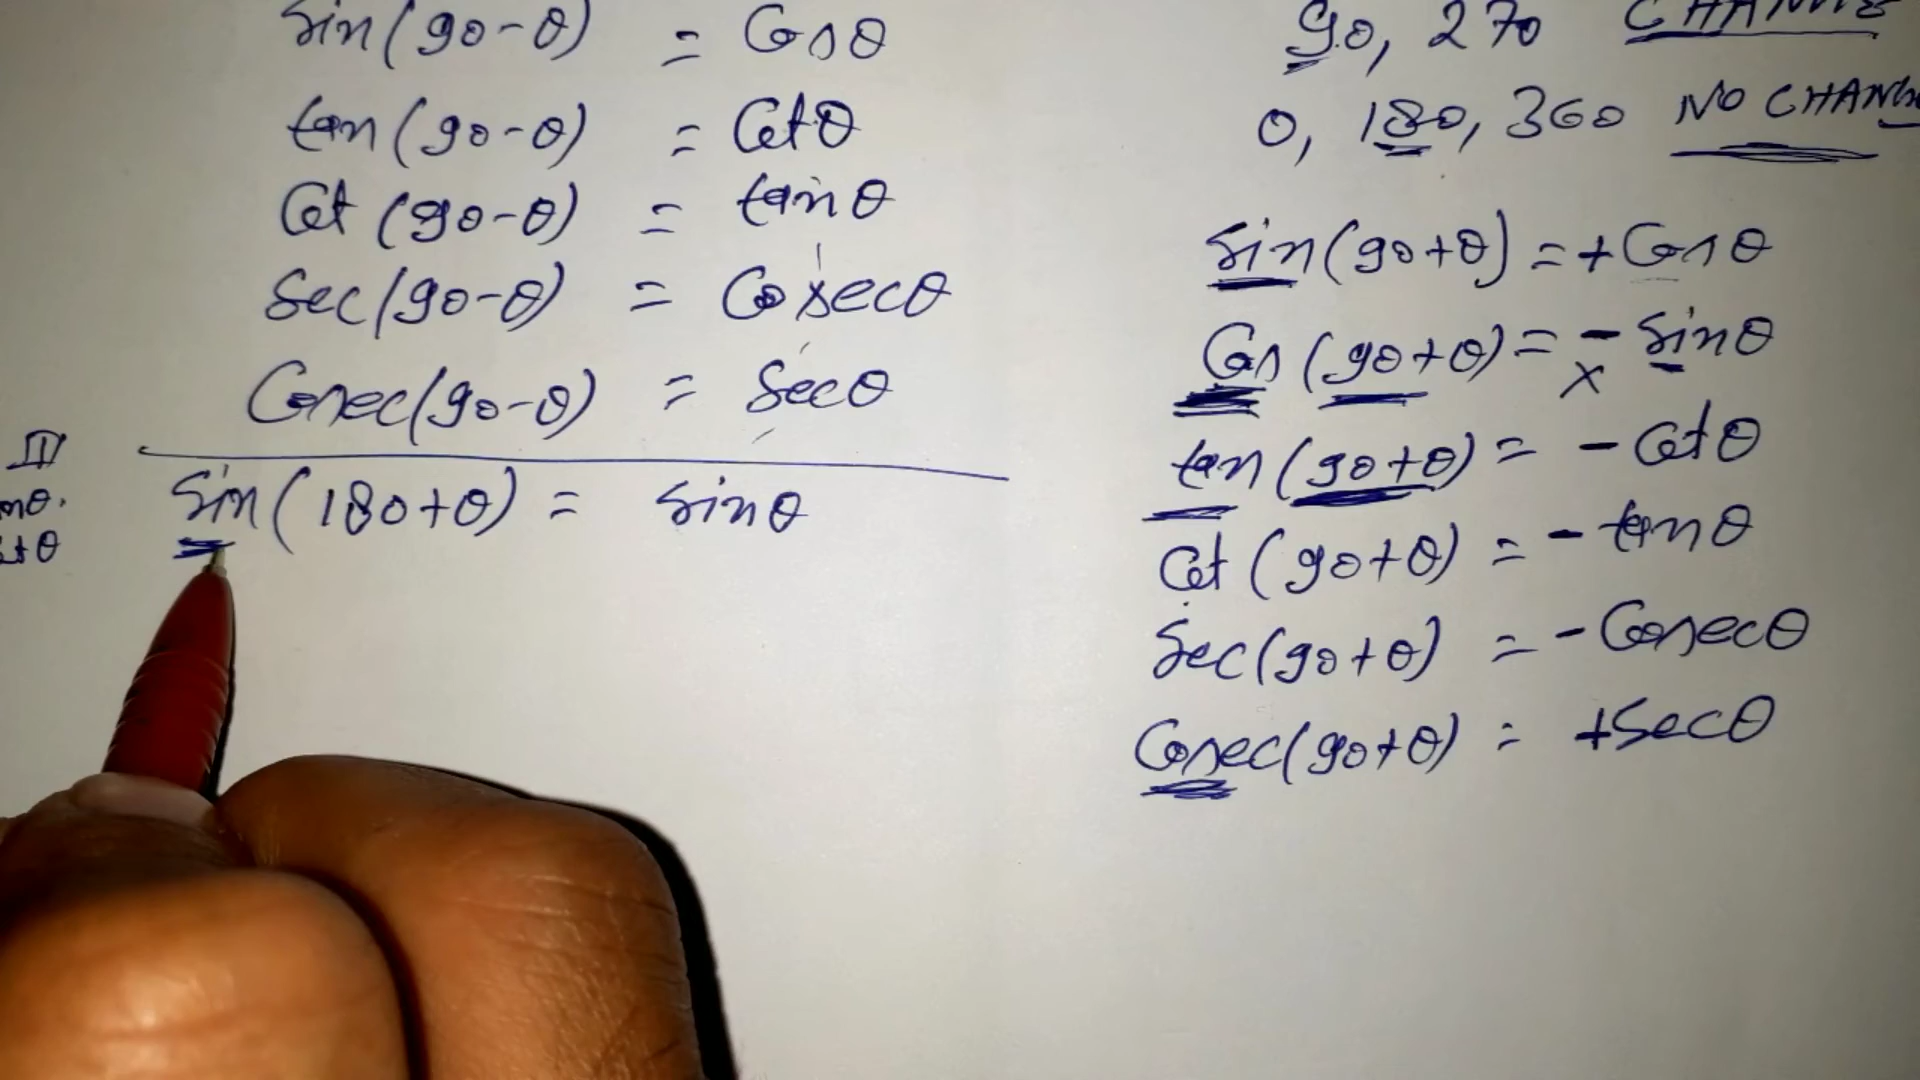 sin(90-θ) = Cosθ
tan(90-θ) = Cotθ
Cot(90-θ) = tanθ
Sec(90-θ) = Cosecθ
Cosec(90-θ) = Secθ
III
sin(180+θ) = sinθ
90, 270 CHANGE
0, 180, 360 NO CHANGE
sin(90+θ) = +Cosθ
Cos(90+θ) = - sinθ
x
tan(90+θ) = - Cotθ
Cot(90+θ) = - tanθ
Sec(90+θ) = - Cosecθ
Cosec(90+θ) = +Secθ